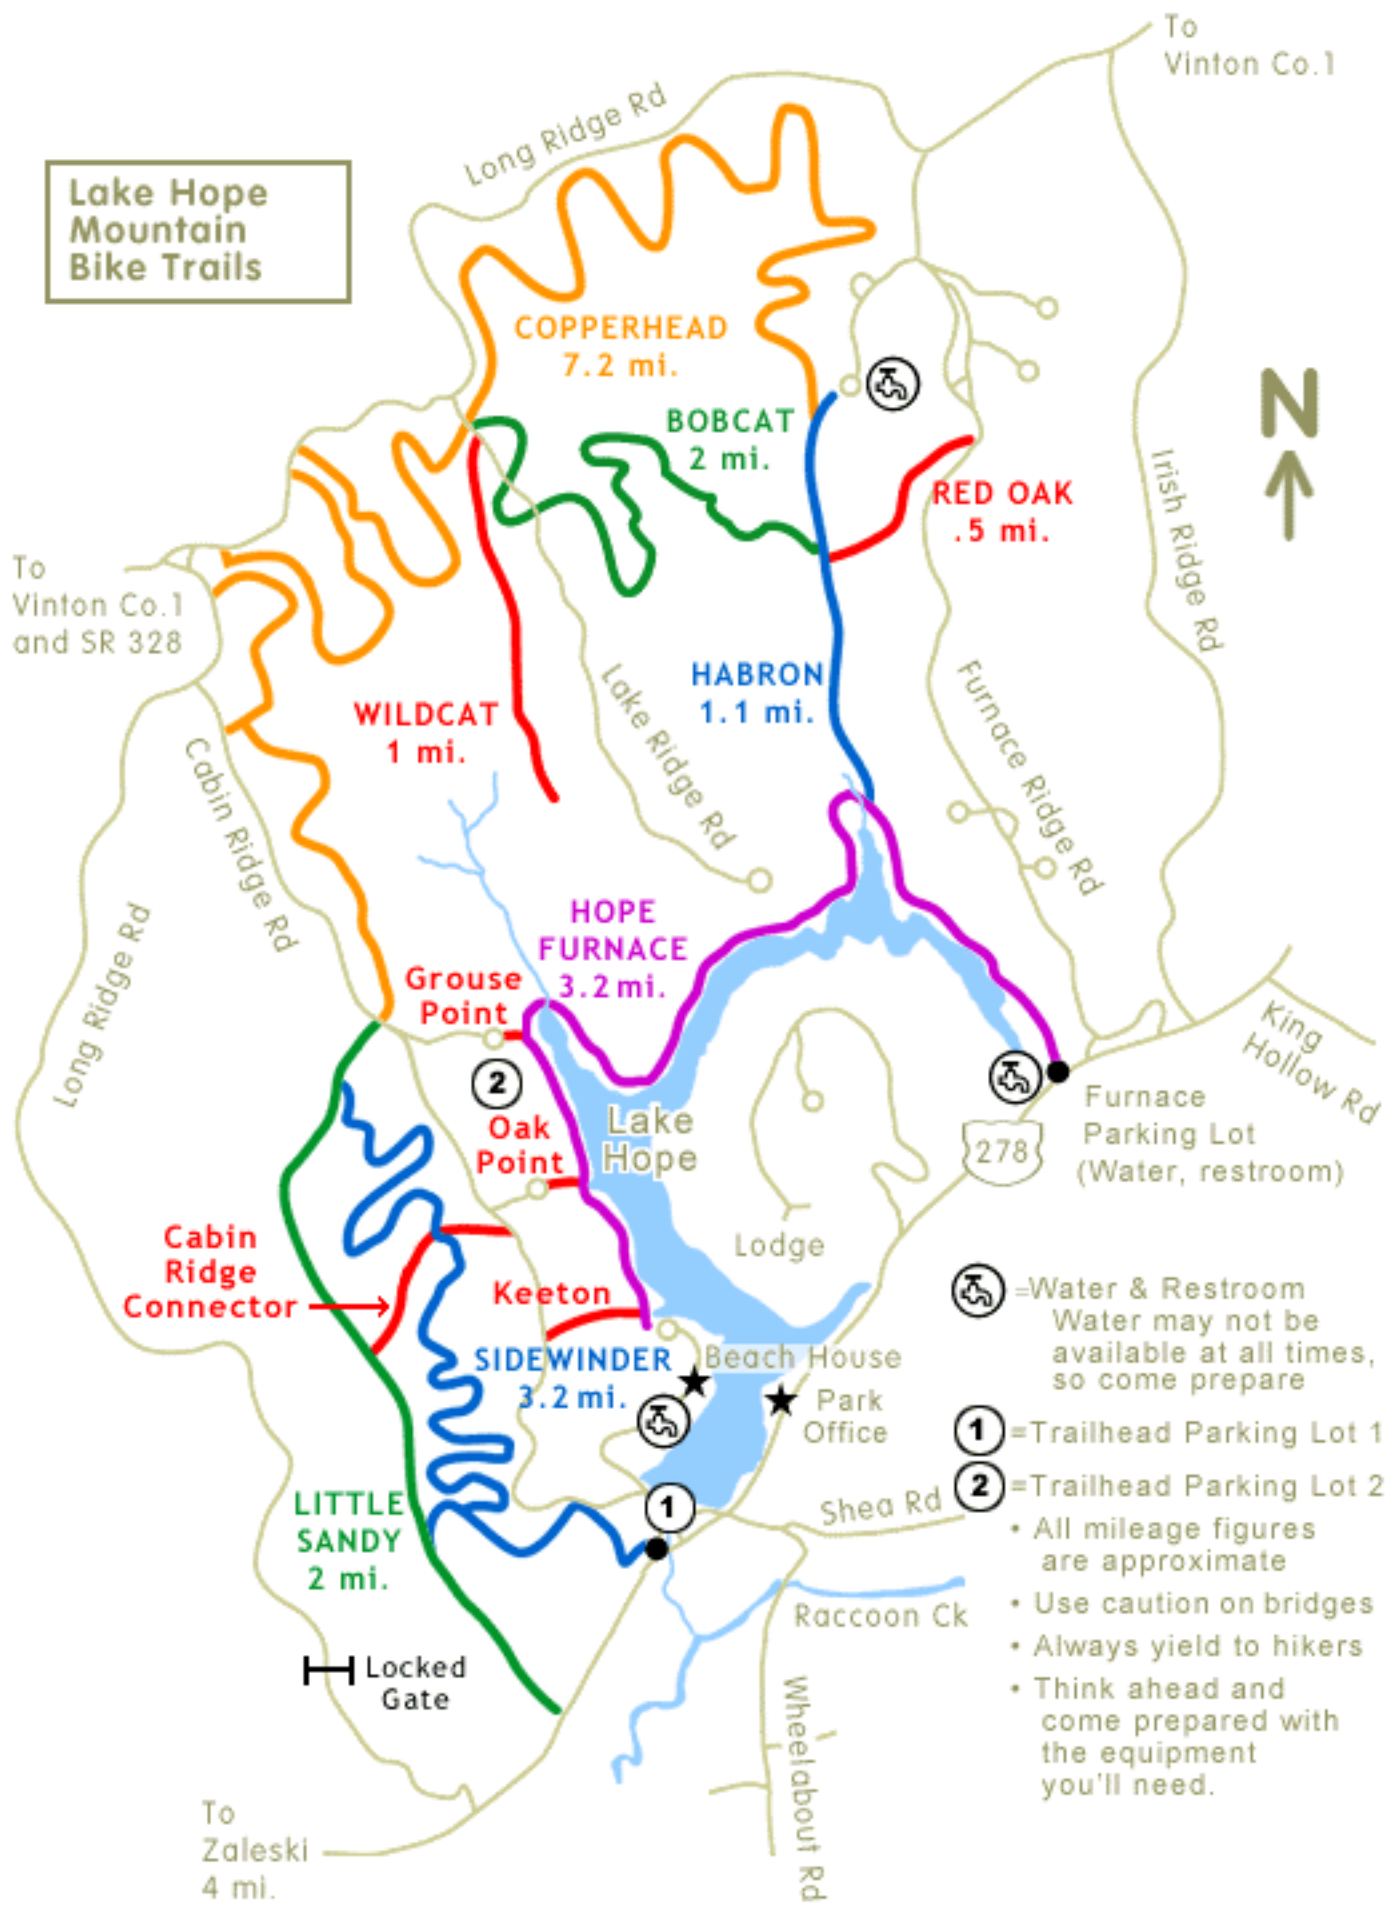 To
Vinton Co.1
Long Ridge Rd
Lake Hope
Mountain
Bike Trails
COPPERHEAD
7.2 mi.
BOBCAT
2 mi.
N
RED OAK
.5 mi.
Irish Ridge Rd
To
Vinton Co.1
and SR 328
WILDCAT
1 mi.
Lake Ridge Rd
HABRON
1.1 mi.
Furnace Ridge Rd
Cabin Ridge Rd
Long Ridge Rd
HOPE
FURNACE
3.2 mi.
Grouse
Point
2
Oak
Point
Lake
Hope
King
Hollow Rd
Furnace
Parking Lot
(Water, restroom)
278
Lodge
Cabin
Ridge
Connector
Keeton
SIDEWINDER
3.2 mi.
Beach House
Park
Office
=Water & Restroom
Water may not be
available at all times,
so come prepare
1 =Trailhead Parking Lot 1
2 =Trailhead Parking Lot 2
• All mileage figures
are approximate
• Use caution on bridges
• Always yield to hikers
• Think ahead and
come prepared with
the equipment
you'll need.
1
Shea Rd
LITTLE
SANDY
2 mi.
Raccoon Ck
Locked
Gate
Wheelabout Rd
To
Zaleski
4 mi.